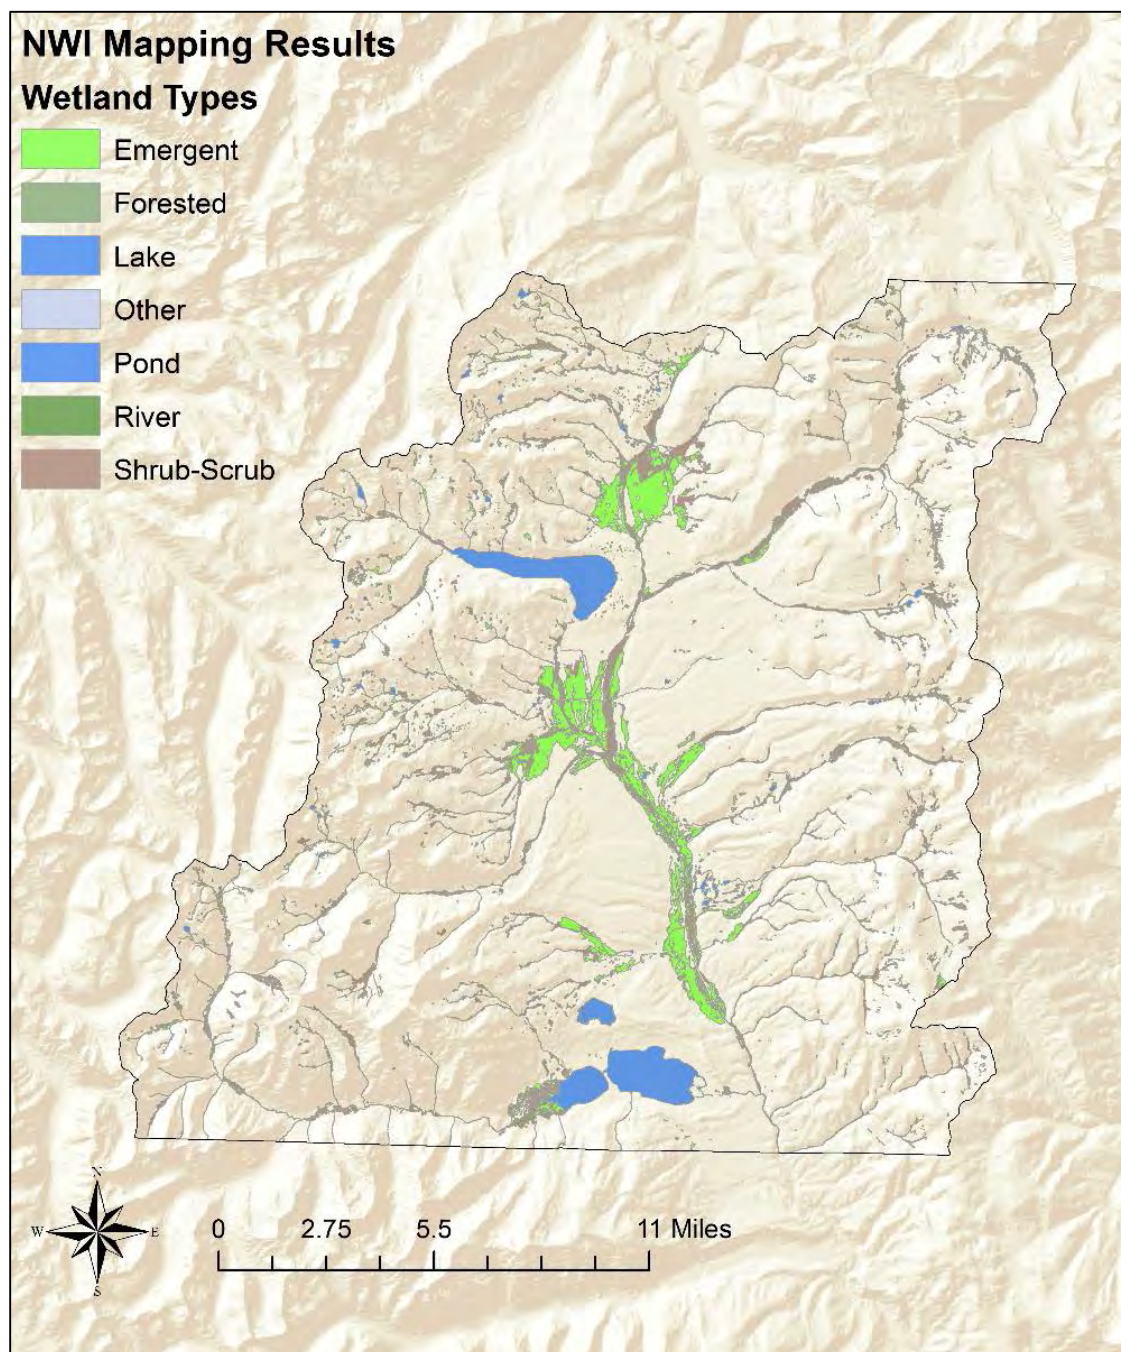 NWI Mapping Results
Wetland Types
Emergent
Forested
Lake
Other
Pond
River
Shrub-Scrub
N
W E
S
0 2.75 5.5 11 Miles